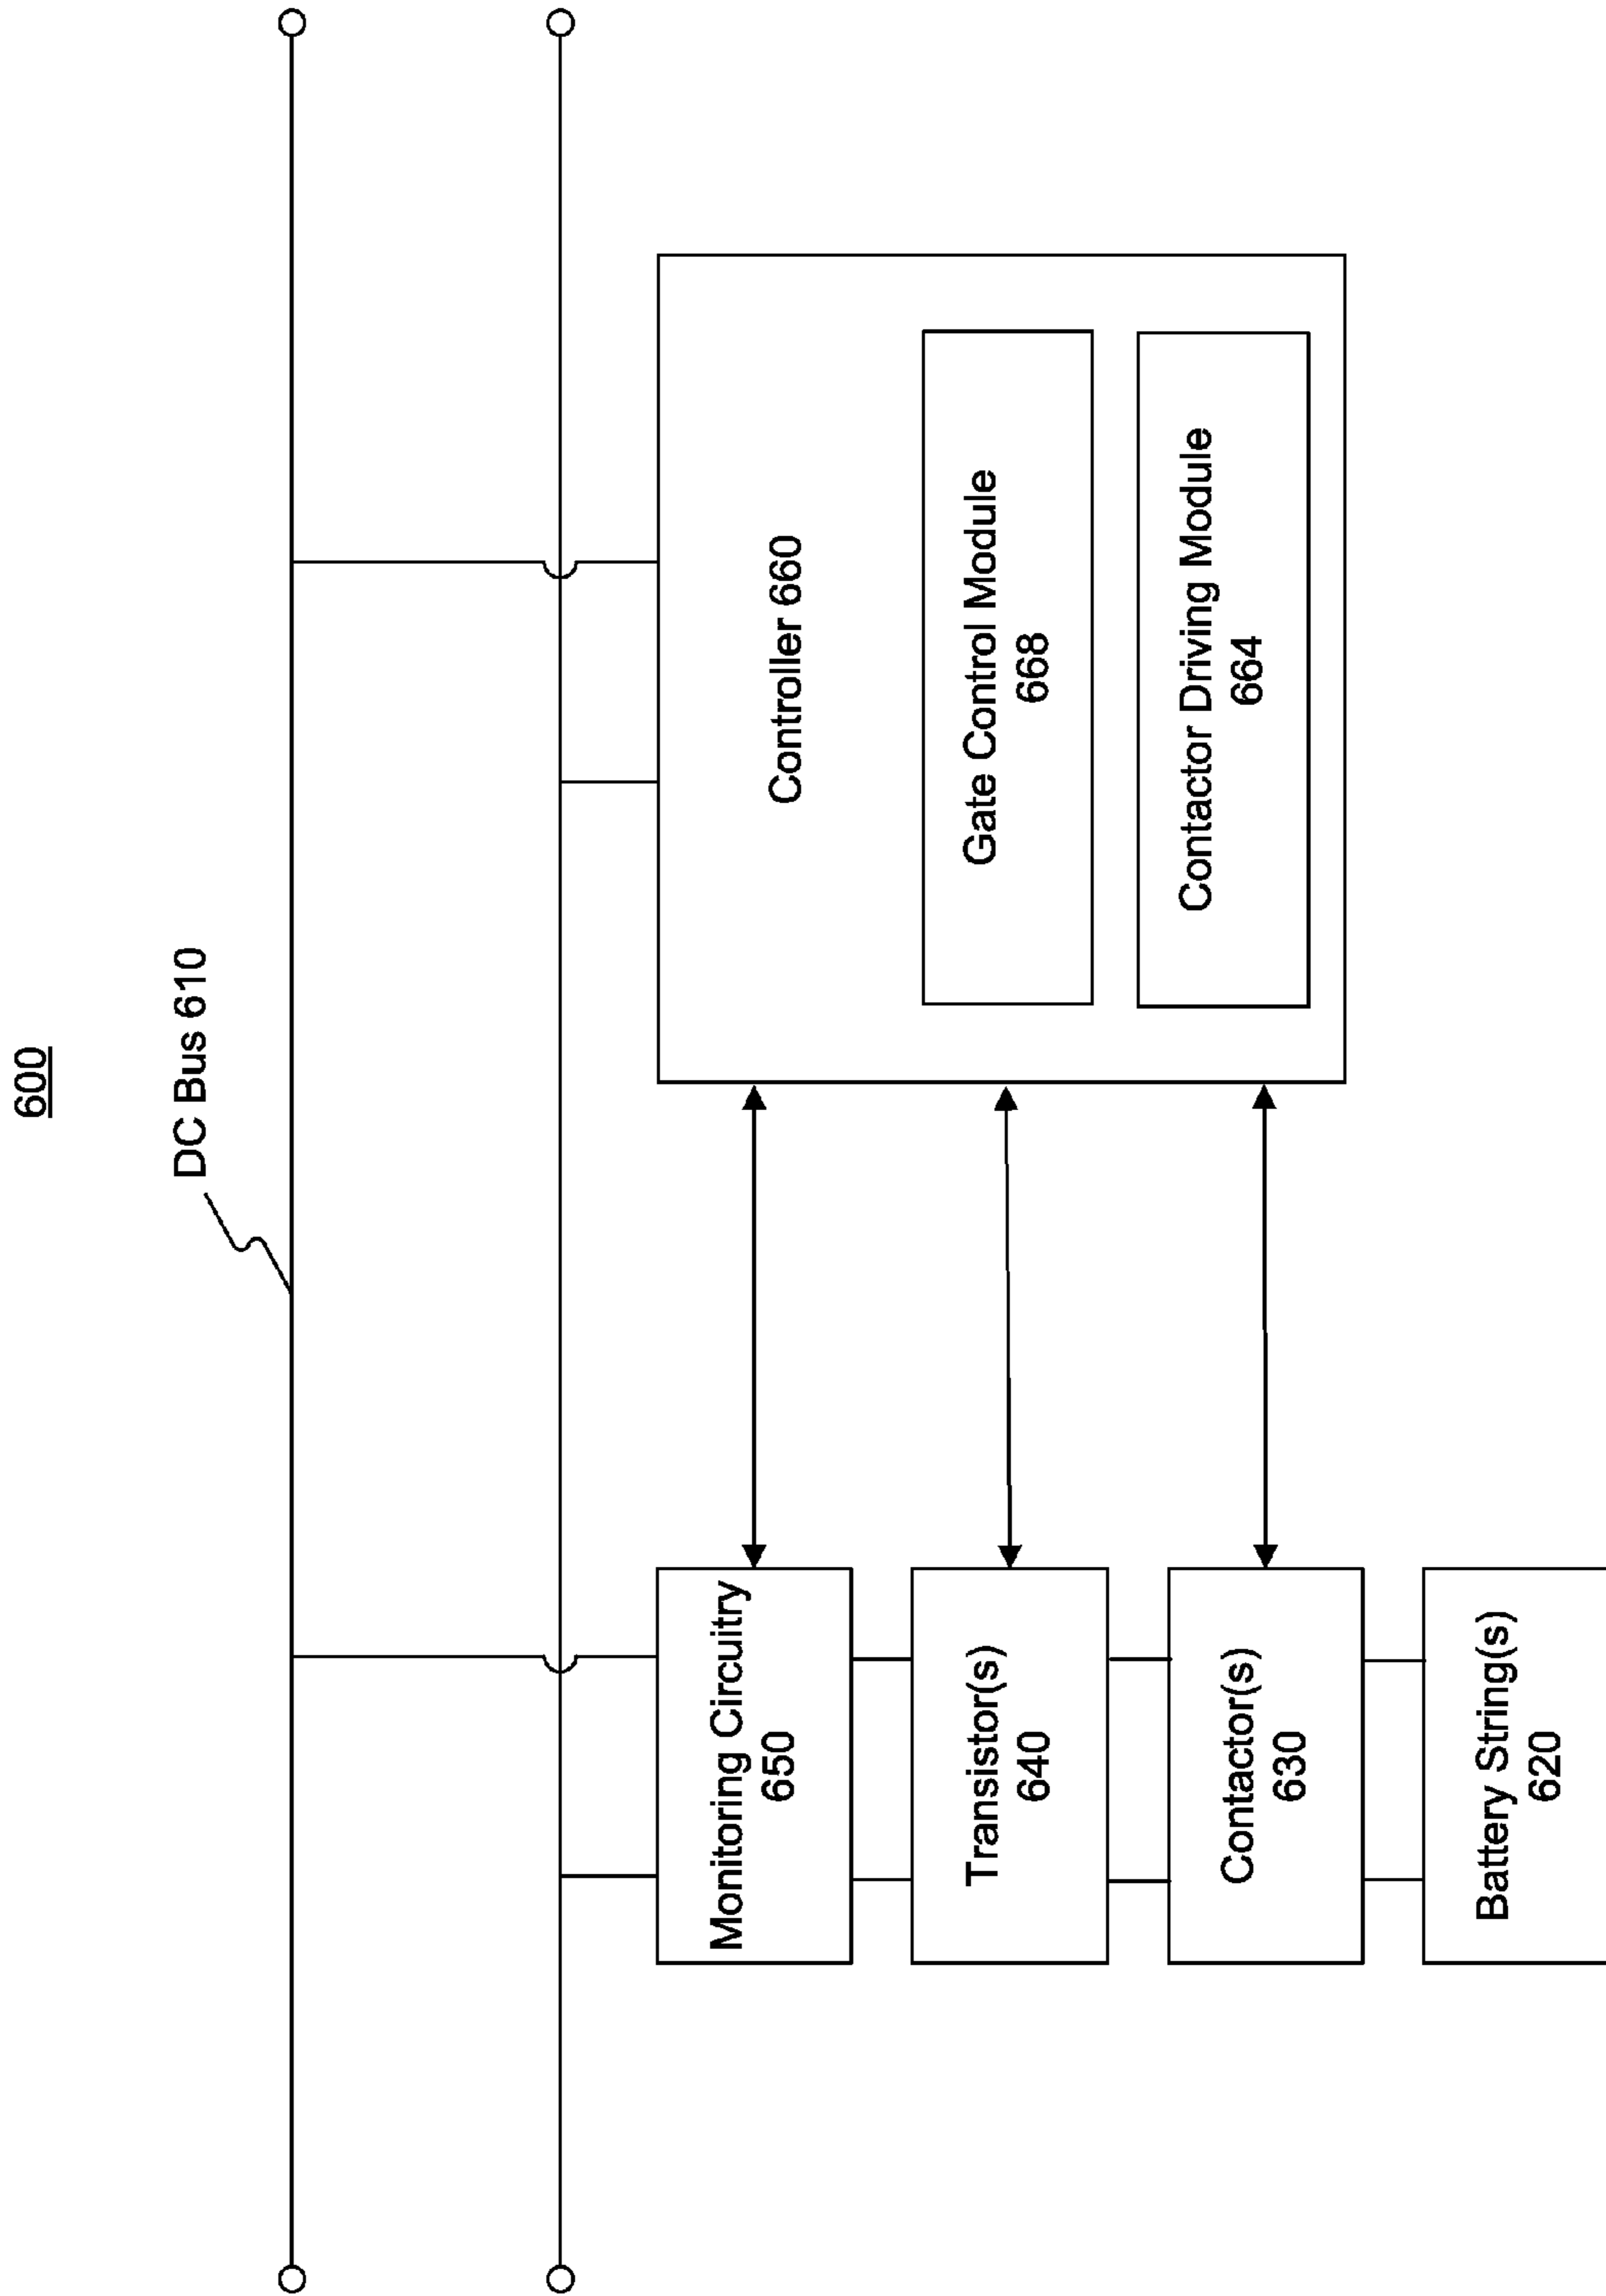 600
DC Bus 610
Monitoring Circuitry
650
Transistor(s)
640
Contactor(s)
630
Battery String(s)
620
Controller 660
Gate Control Module
668
Contactor Driving Module
664